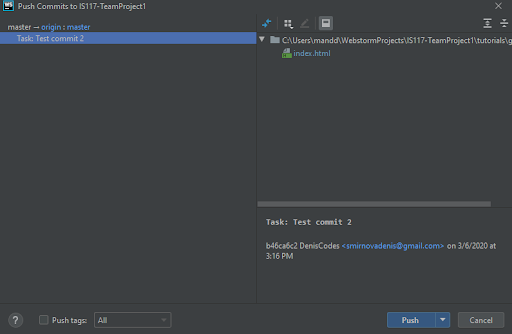 WS Push Commits to IS117-TeamProject1
master → origin : master
Task: Test commit 2
C:\Users\mandd\WebstormProjects\IS117-TeamProject1\tutorials\g
index.html
Task: Test commit 2
b46ca6c2 DenisCodes <smirnovadenis@gmail.com> on 3/6/2020 at
3:16 PM
? Push tags: All Push Cancel